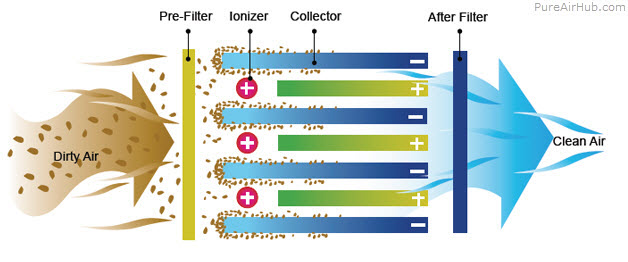 PureAirHub.com
Pre-Filter Ionizer Collector After Filter
Dirty Air
Clean Air